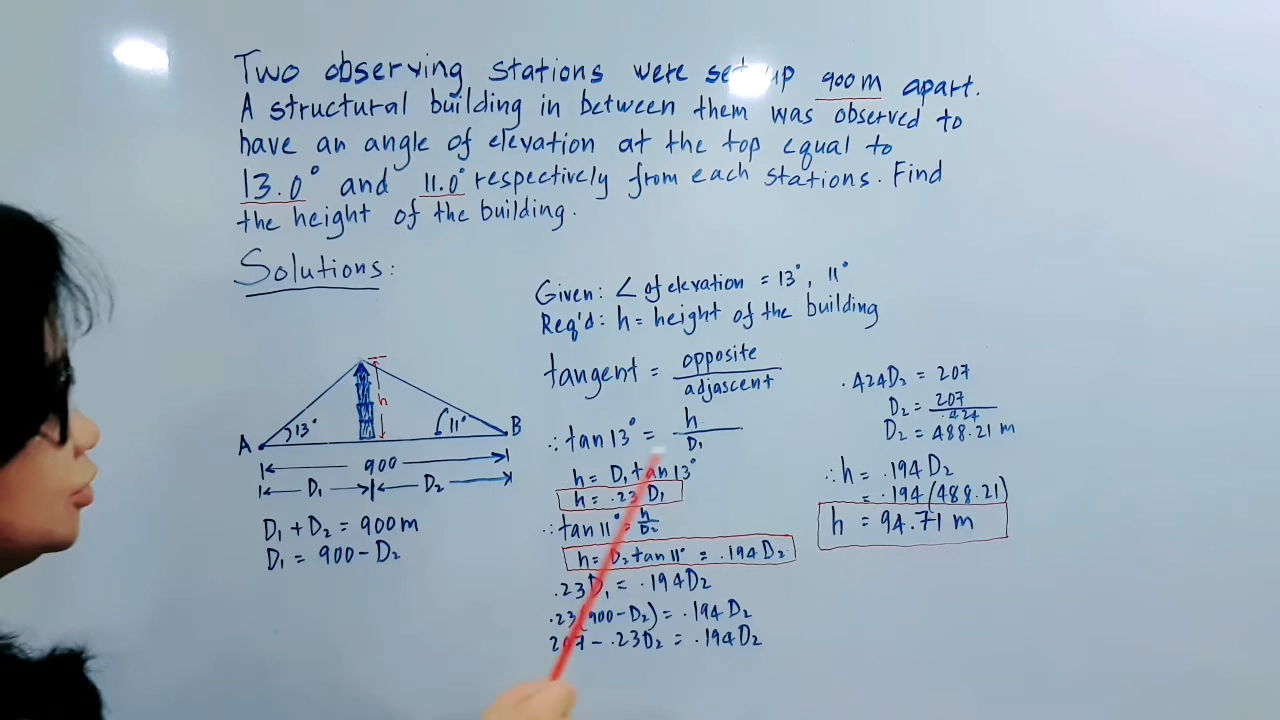 Two observing stations were set up 900m apart.
A structural building in between them was observed to
have an angle of elevation at the top equal to
13.0° and 11.0° respectively from each stations. Find
the height of the building.
Solutions:
Given: ∠ of elevation = 13°, 11°
Req'd: h = height of the building
h
A 13° 11° B
900
D₁ D₂
D₁ + D₂ = 900m
D₁ = 900 - D₂
tangent = opposite / adjascent
∴ tan 13° = h / D₁
h = D₁ tan 13°
h = .23 D₁
∴ tan 11° = h / D₂
h = D₂ tan 11° = .194 D₂
.23 D₁ = .194 D₂
.23 (900 - D₂) = .194 D₂
207 - .23 D₂ = .194 D₂
.424 D₂ = 207
D₂ = 207 / .424
D₂ = 488.21 m
∴ h = .194 D₂
= .194 (488.21)
h = 94.71 m